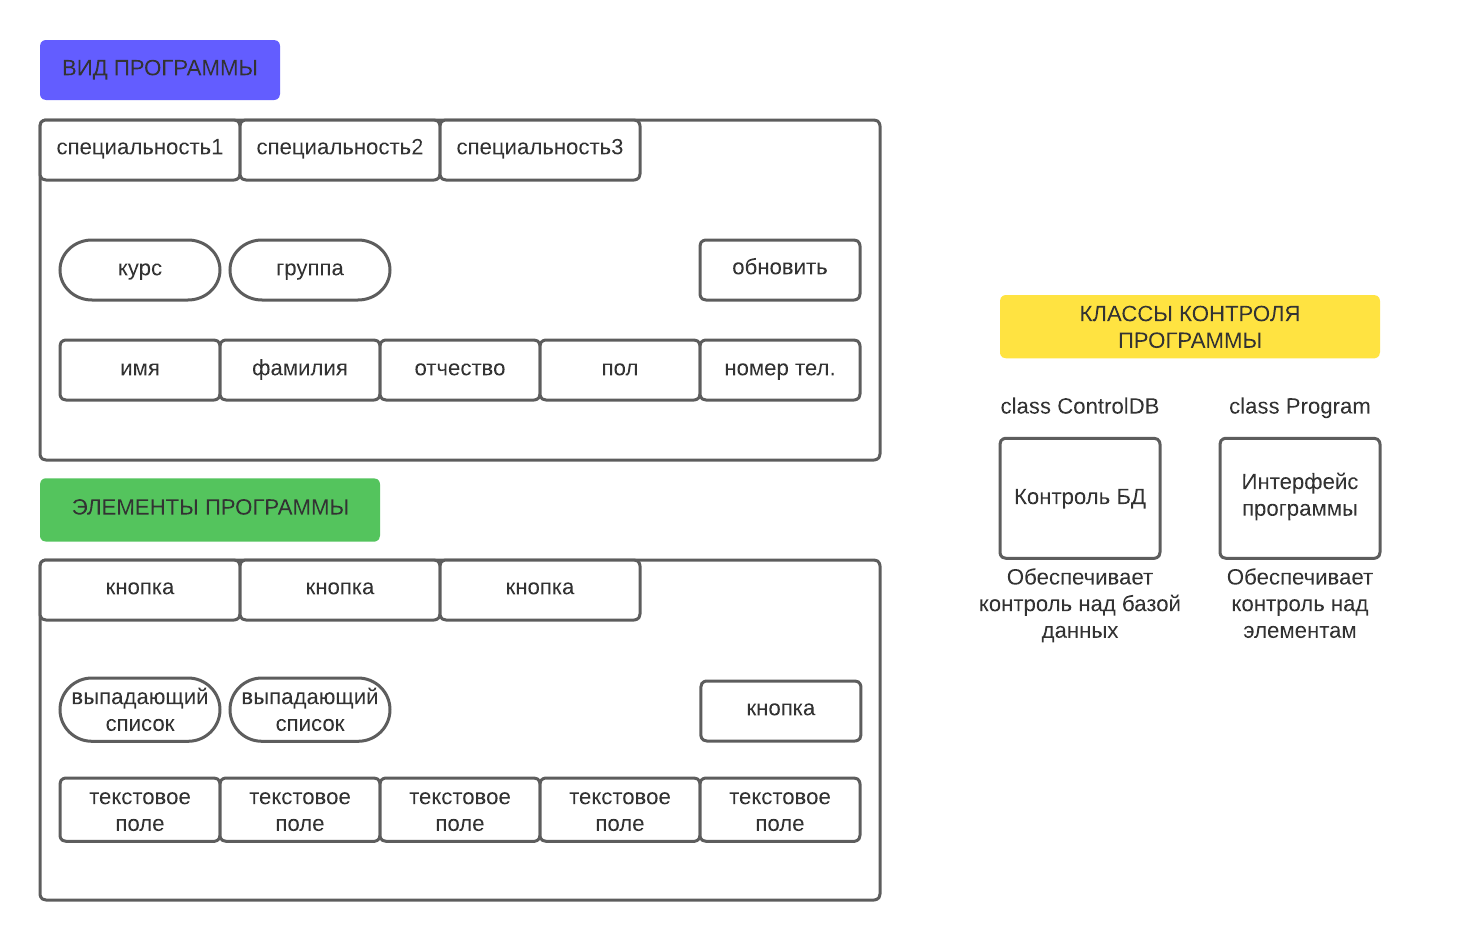 ВИД ПРОГРАММЫ
специальность1 специальность2 специальность3
курс группа обновить
имя фамилия отчество пол номер тел.
ЭЛЕМЕНТЫ ПРОГРАММЫ
кнопка кнопка кнопка
выпадающий
список
выпадающий
список
кнопка
текстовое
поле
текстовое
поле
текстовое
поле
текстовое
поле
текстовое
поле
КЛАССЫ КОНТРОЛЯ
ПРОГРАММЫ
class ControlDB
Контроль БД
Обеспечивает
контроль над базой
данных
class Program
Интерфейс
программы
Обеспечивает
контроль над
элементам